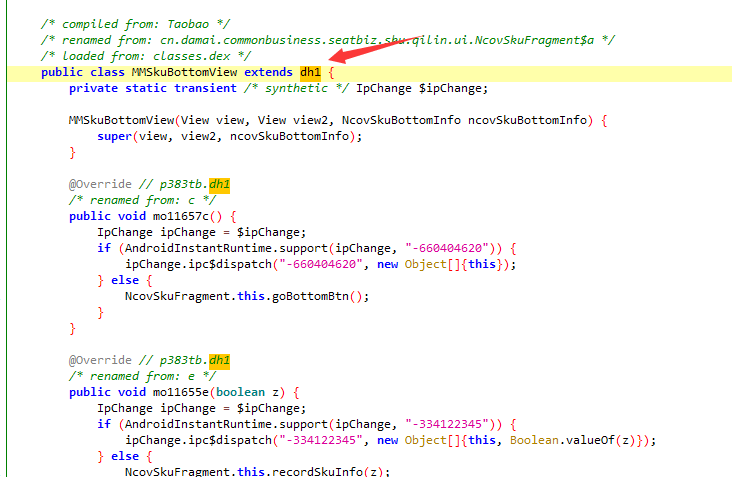 /* compiled from: Taobao */
/* renamed from: cn.damai.commonbusiness.seatbiz.sku.qilin.ui.NcovSkuFragment$a */
/* loaded from: classes.dex */
public class MMSkuBottomView extends dh1 {
private static transient /* synthetic */ IpChange $ipChange;
MMSkuBottomView(View view, View view2, NcovSkuBottomInfo ncovSkuBottomInfo) {
super(view, view2, ncovSkuBottomInfo);
}
@Override // p383tb.dh1
/* renamed from: c */
public void mo11657c() {
IpChange ipChange = $ipChange;
if (AndroidInstantRuntime.support(ipChange, "-660404620")) {
ipChange.ipc$dispatch("-660404620", new Object[]{this});
} else {
NcovSkuFragment.this.goBottomBtn();
}
}
@Override // p383tb.dh1
/* renamed from: e */
public void mo11655e(boolean z) {
IpChange ipChange = $ipChange;
if (AndroidInstantRuntime.support(ipChange, "-334122345")) {
ipChange.ipc$dispatch("-334122345", new Object[]{this, Boolean.valueOf(z)});
} else {
NcovSkuFragment.this.recordSkuInfo(z);